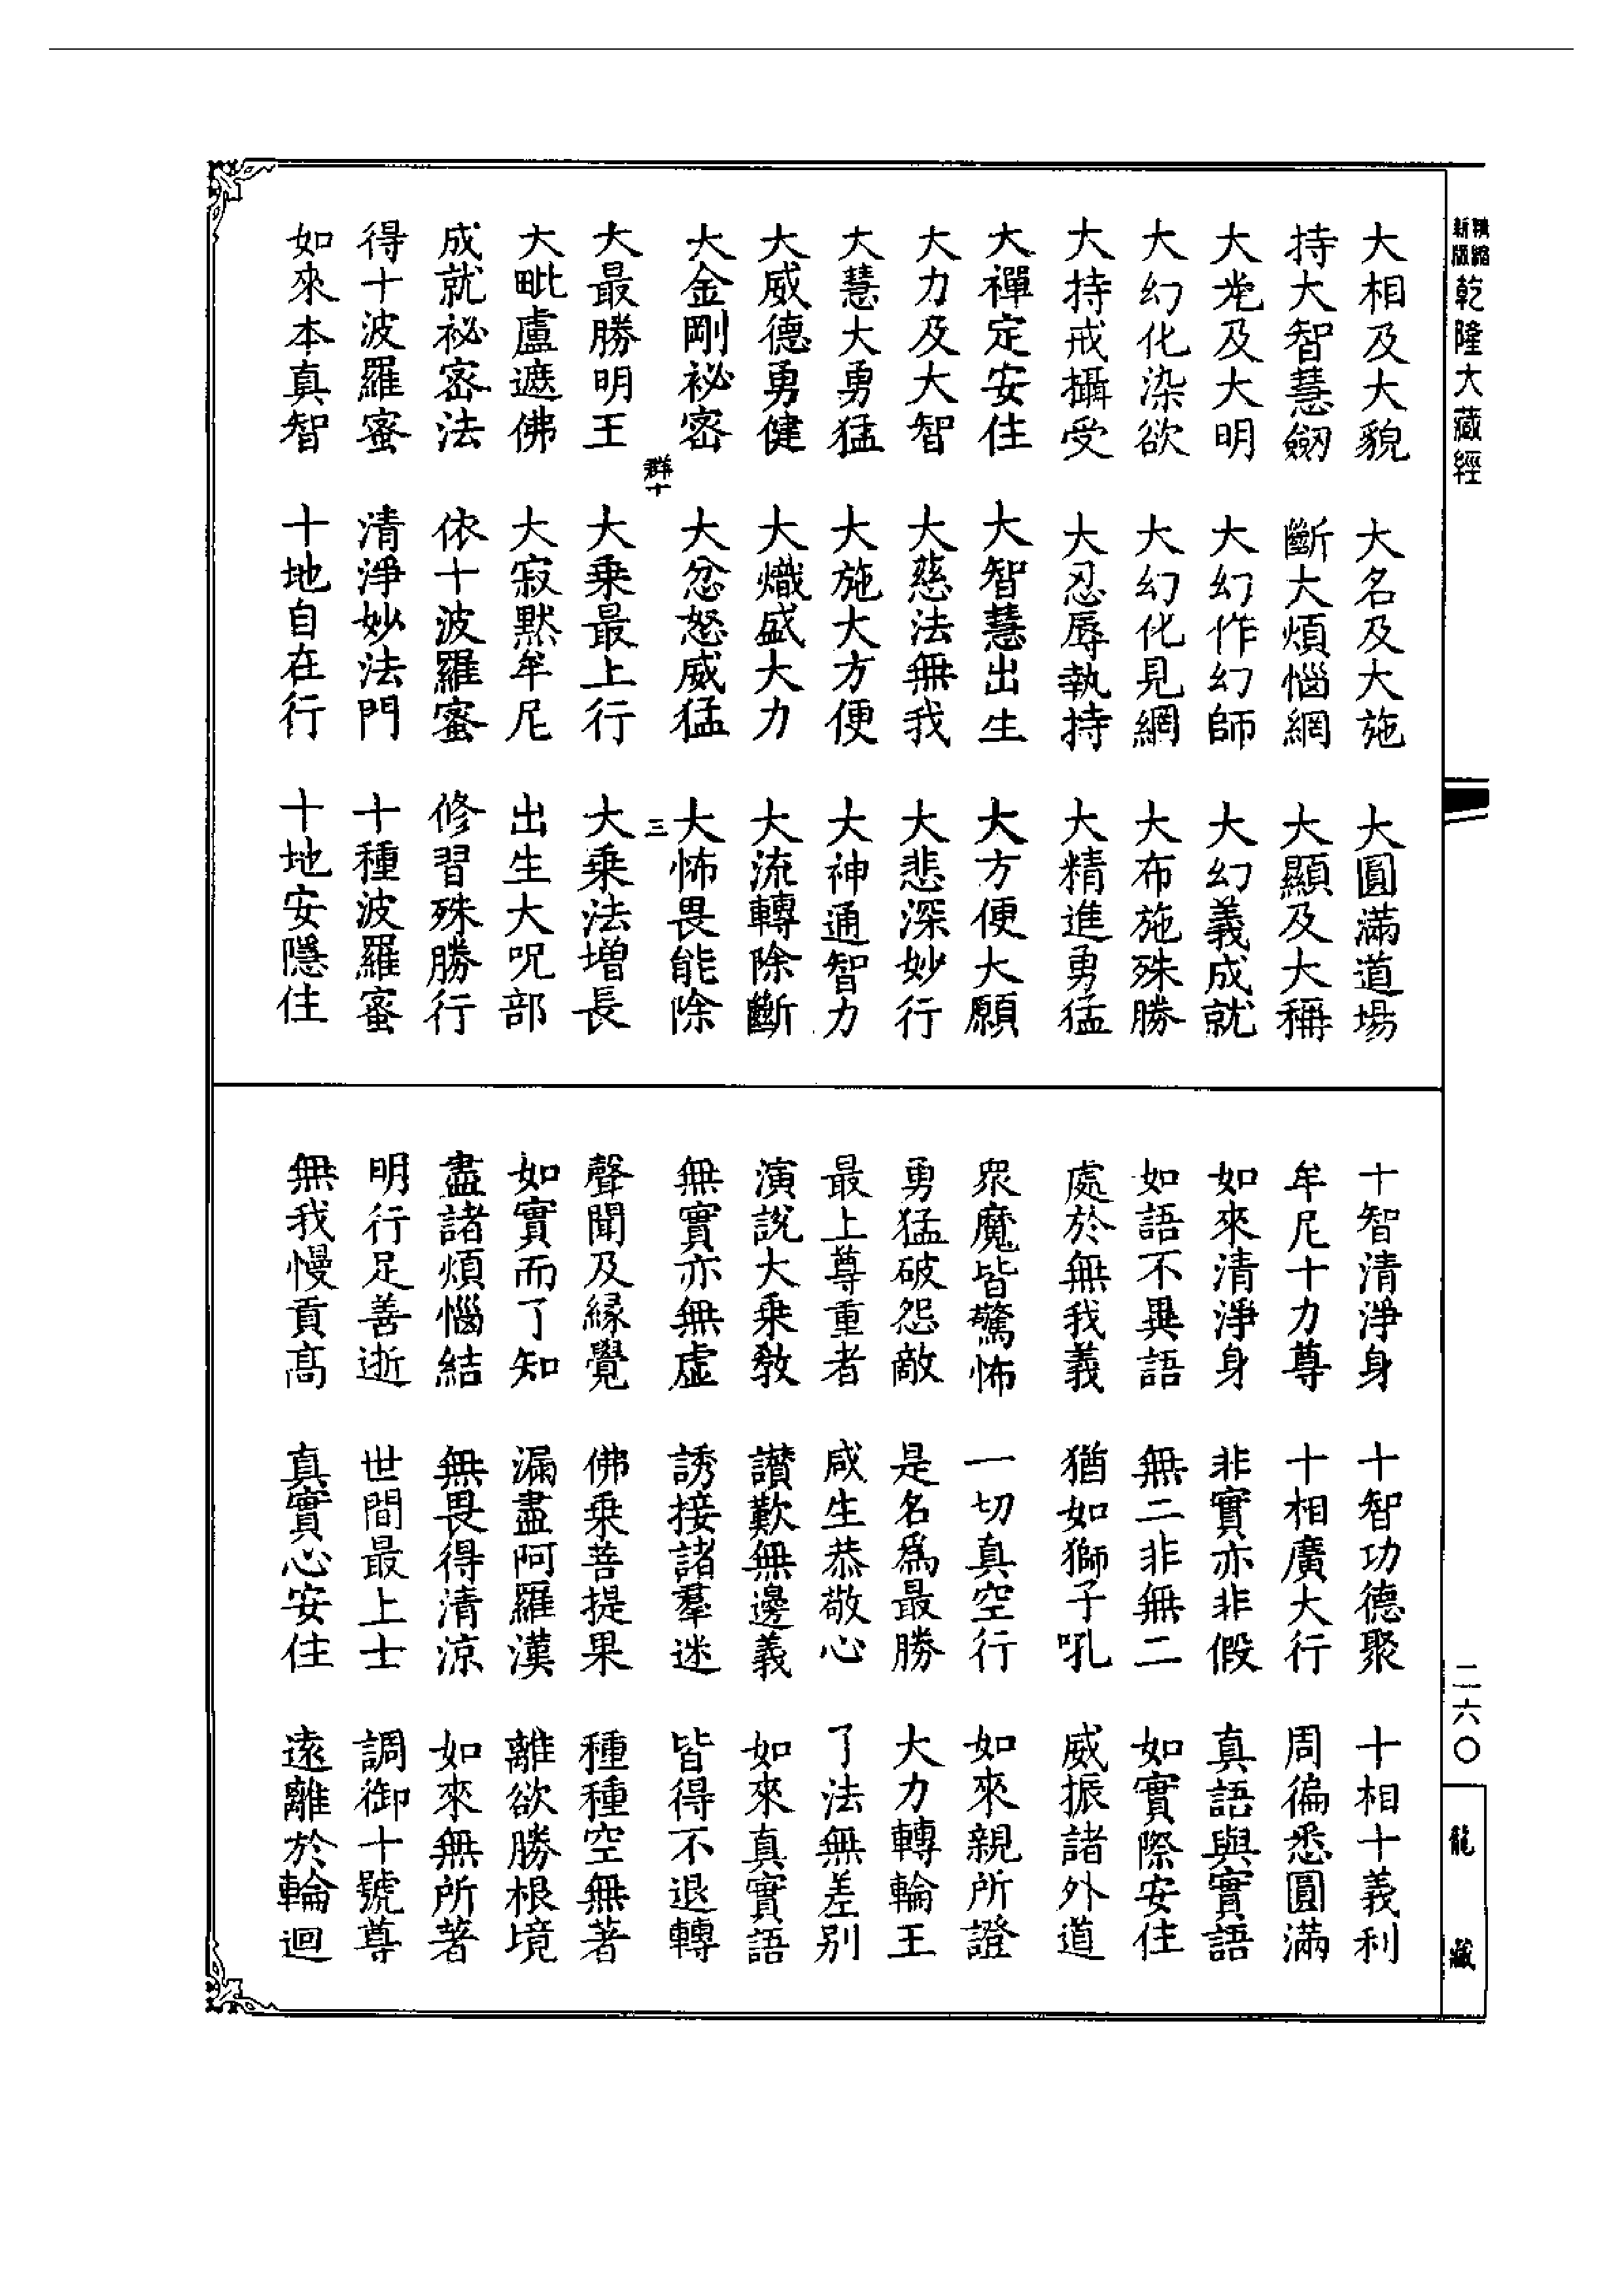 新版
精縮
乾隆大藏經
大相及大貌 大名及大施 大圓滿道場
持大智慧劒 斷大煩惱網 大顯及大稱
大光及大明 大幻作幻師 大幻義成就
大幻化染欲 大幻化見網 大布施殊勝
大持戒攝受 大忍辱執持 大精進勇猛
大禪定安住 大智慧出生 大方便大願
大力及大智 大慈法無我 大悲深妙行
大慧大勇猛 大施大方便 大神通智力
大威德勇健 大熾盛大力 大流轉除斷
大金剛祕密 大忿怒威猛 大怖畏能除
群十 三
大最勝明王 大乗最上行 大乗法增長
大毗盧遮佛 大寂默牟尼 出生大呪部
成就祕密法 依十波羅蜜 修習殊勝行
得十波羅蜜 清淨妙法門 十種波羅蜜
如來本真智 十地自在行 十地安隱住
十智清淨身 十智功德聚 十相十義利
牟尼十力尊 十相廣大行 周徧悉圓滿
如來清淨身 非實亦非假 真語與實語
如語不異語 無二非無二 如實際安住
處於無我義 猶如獅子吼 威振諸外道
衆魔皆驚怖 一切真空行 如來親所證
勇猛破怨敵 是名爲最勝 大力轉輪王
最上尊重者 咸生恭敬心 了法無差别
演説大乗教 讚歎無邊義 如來真實語
無實亦無虚 誘接諸羣迷 皆得不退轉
聲聞及縁覺 佛乗菩提果 種種空無著
如實而了知 漏盡阿羅漢 離欲勝根境
盡諸煩惱結 無畏得清涼 如來無所著
明行足善逝 世間最上士 調御十號尊
無我慢貢髙 真實心安住 遠離於輪迴
二六〇
龍藏